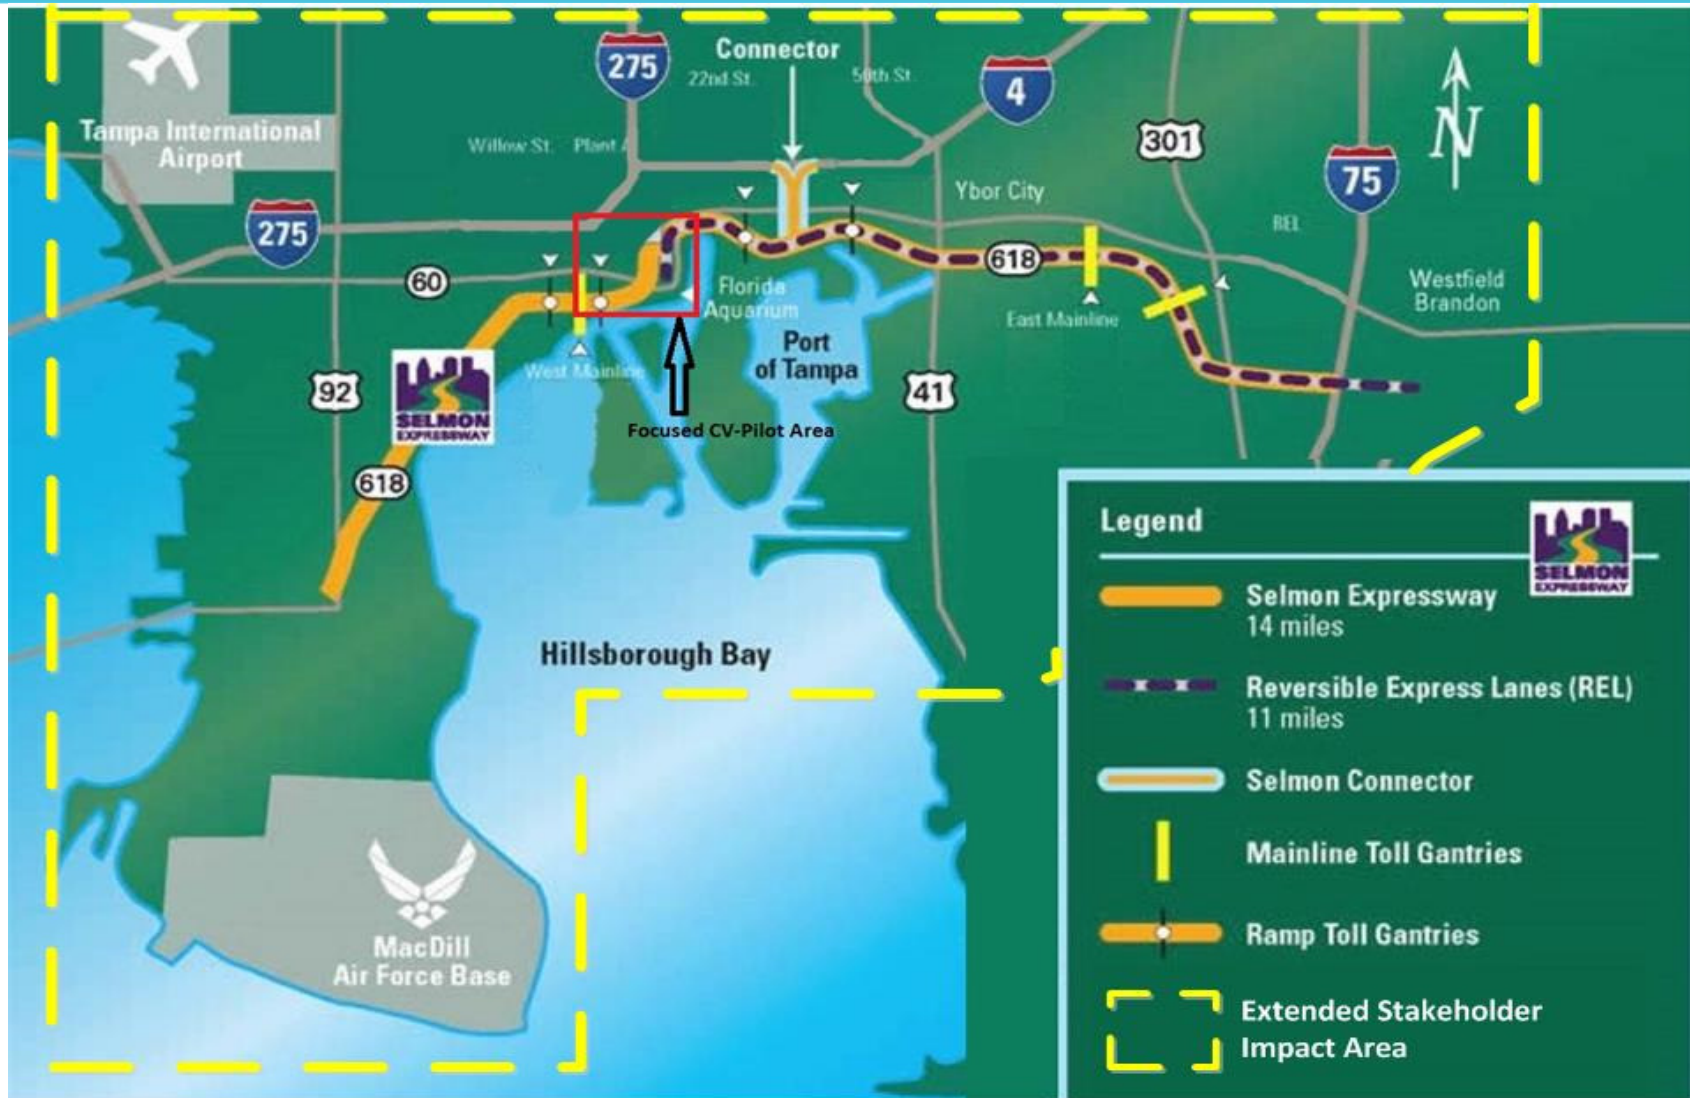 Connector
275
22nd St.
50th St.
4
Tampa International
Airport
Willow St.
Plant A
301
N
75
Ybor City
275
REL
60
618
Florida
Aquarium
Westfield
Brandon
East Mainline
Port
of Tampa
West Mainline
92
SELMON
EXPRESSWAY
41
Focused CV-Pilot Area
618
Legend
SELMON
EXPRESSWAY
Selmon Expressway
14 miles
Hillsborough Bay
Reversible Express Lanes (REL)
11 miles
Selmon Connector
Mainline Toll Gantries
MacDill
Air Force Base
Ramp Toll Gantries
Extended Stakeholder
Impact Area